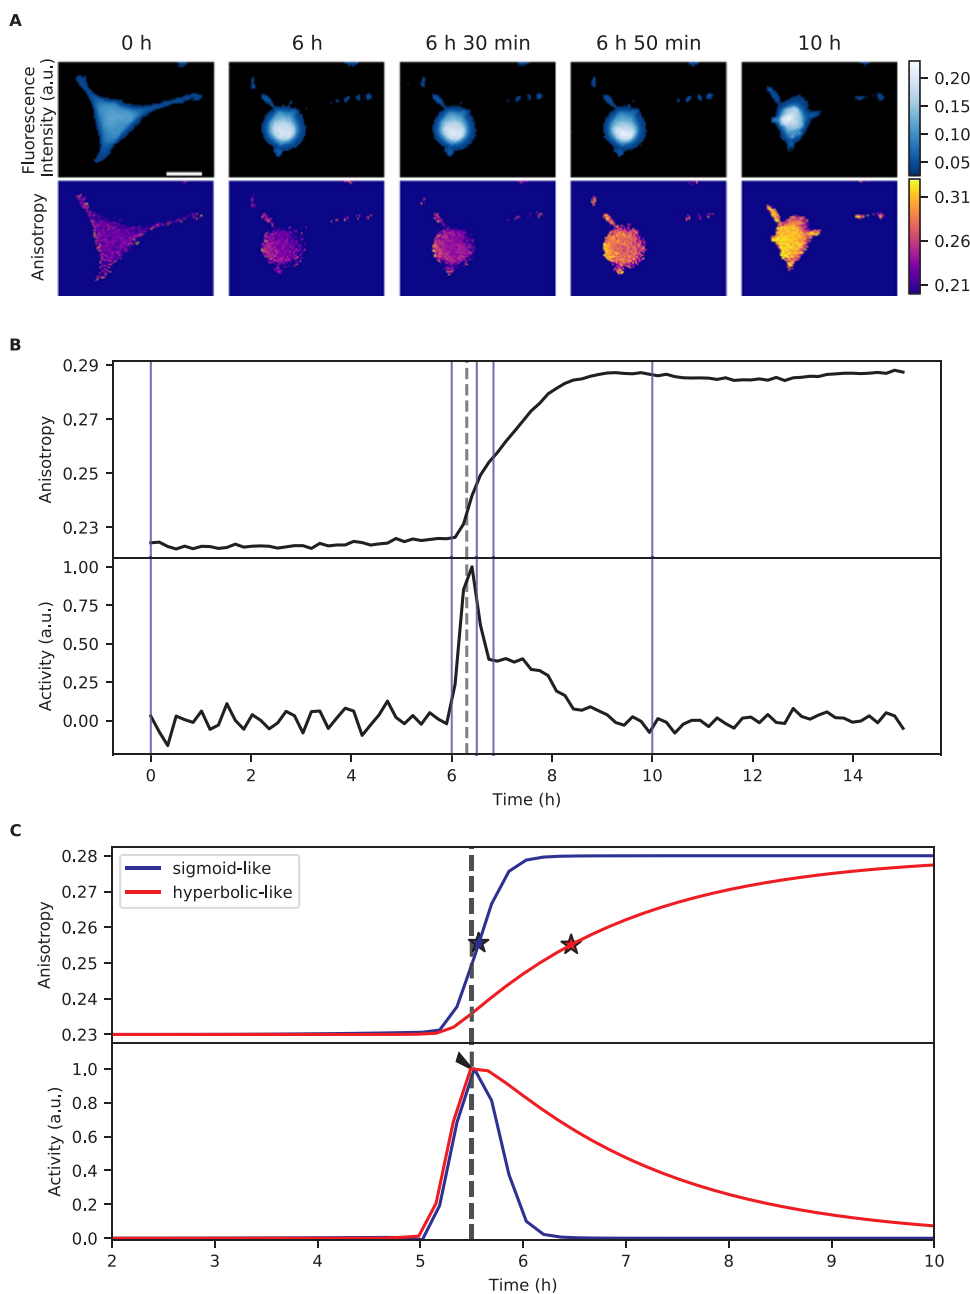 A
0 h
6 h
6 h 30 min
6 h 50 min
10 h
Fluorescence
Intensity (a.u.)
0.20
0.15
0.10
0.05
Anisotropy
0.31
0.26
0.21
B
0.29
0.27
0.25
0.23
Anisotropy
1.00
0.75
0.50
0.25
0.00
Activity (a.u.)
0
2
4
6
8
10
12
14
Time (h)
C
sigmoid-like
hyperbolic-like
0.28
0.27
0.26
0.25
0.24
0.23
Anisotropy
1.0
0.8
0.6
0.4
0.2
0.0
Activity (a.u.)
2
3
4
5
6
7
8
9
10
Time (h)